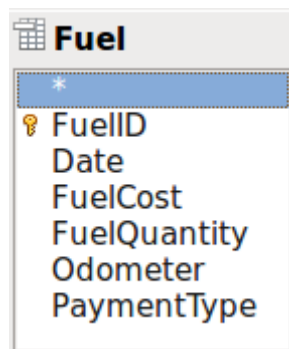 Fuel
*
FuelID
Date
FuelCost
FuelQuantity
Odometer
PaymentType